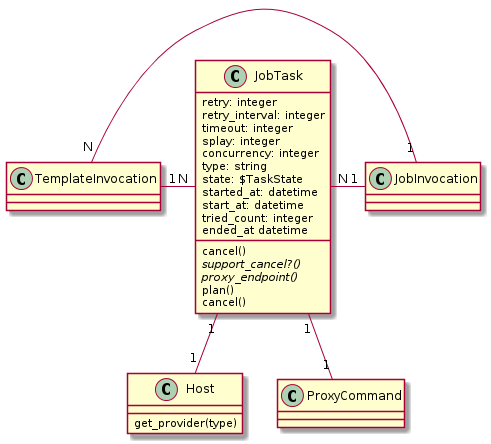 C JobTask
retry: integer
retry_interval: integer
timeout: integer
splay: integer
concurrency: integer
type: string
state: $TaskState
started_at: datetime
start_at: datetime
tried_count: integer
ended_at datetime
cancel()
support_cancel?()
proxy_endpoint()
plan()
cancel()
N
1
C TemplateInvocation
1 N
N 1
C JobInvocation
1
1
1
1
C Host
get_provider(type)
C ProxyCommand